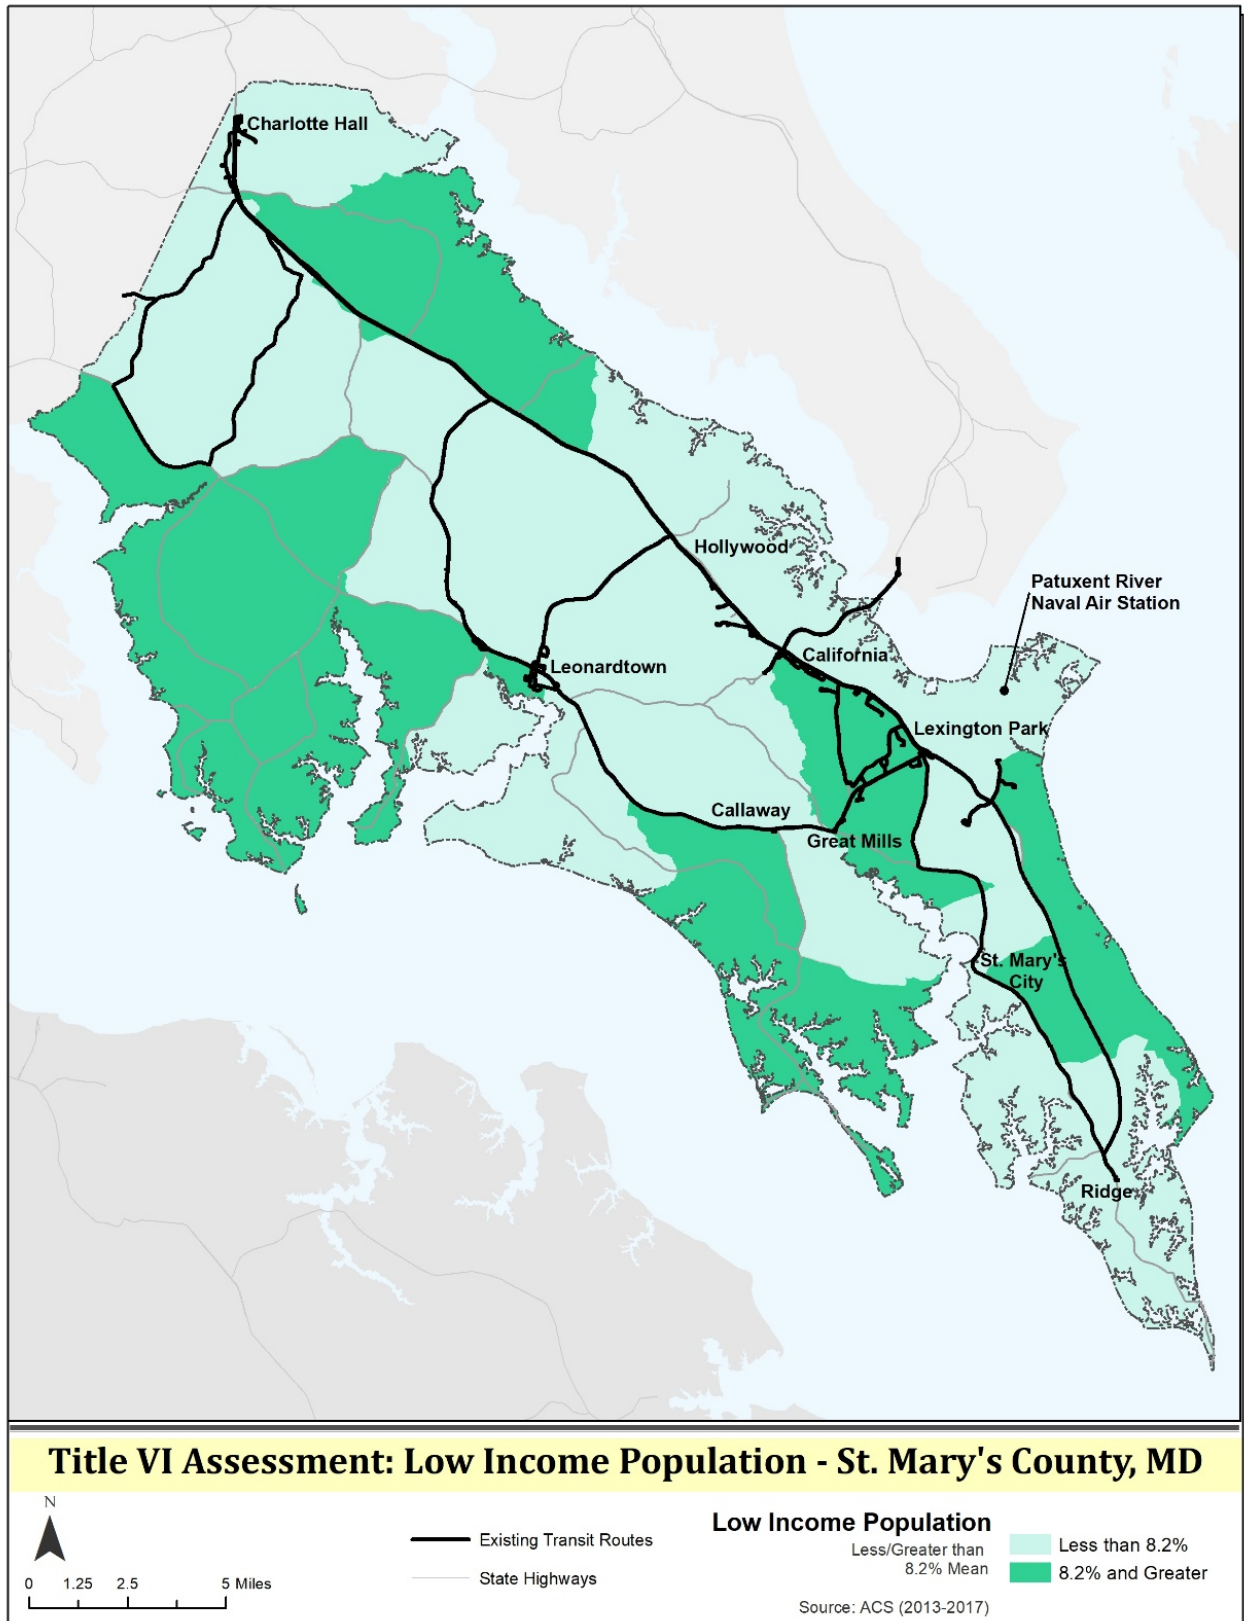 Charlotte Hall
Hollywood
Patuxent River
Naval Air Station
California
Leonardtown
Lexington Park
Callaway
Great Mills
St. Mary's
City
Ridge
Title VI Assessment: Low Income Population - St. Mary's County, MD
N
0 1.25 2.5 5 Miles
Existing Transit Routes
State Highways
Low Income Population
Less/Greater than
8.2% Mean
Less than 8.2%
8.2% and Greater
Source: ACS (2013-2017)